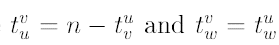 t_u^v = n − t_v^u and t_w^v = t_w^u